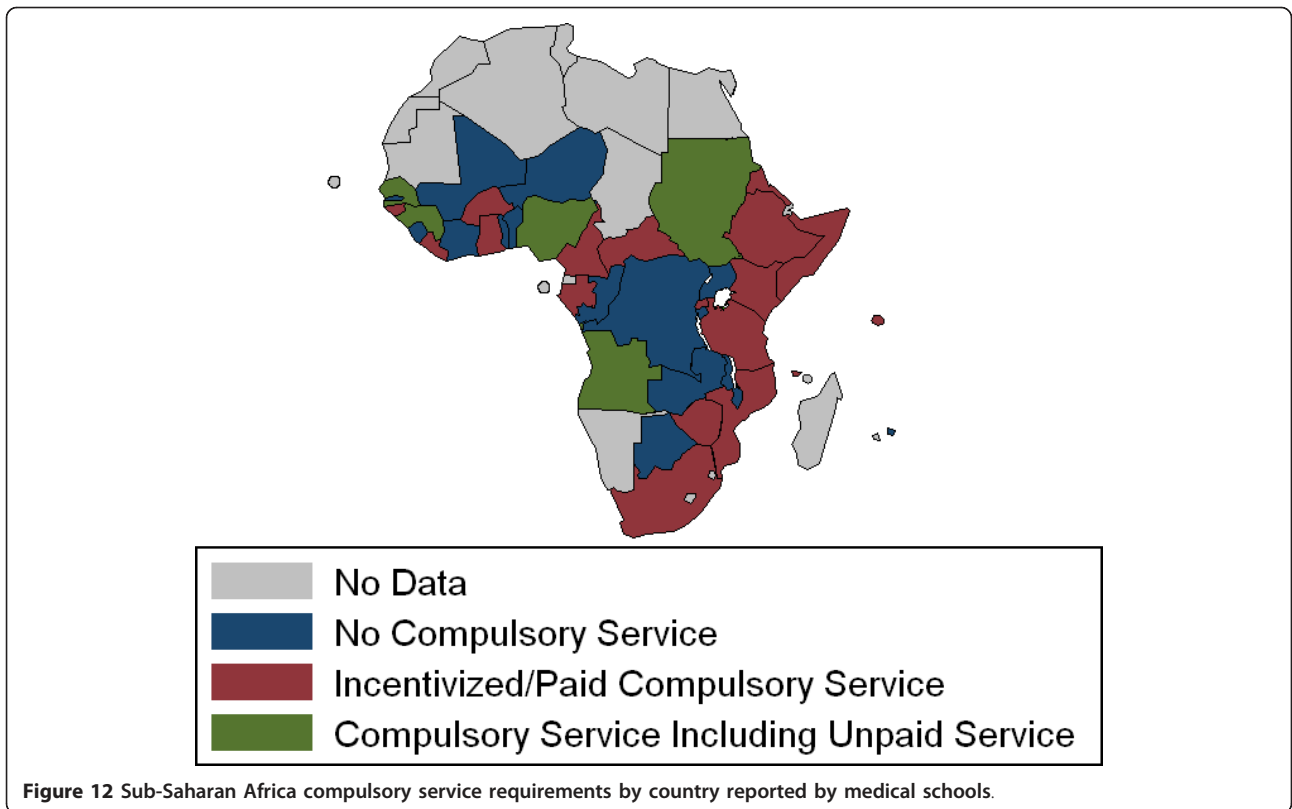 No Data
No Compulsory Service
Incentivized/Paid Compulsory Service
Compulsory Service Including Unpaid Service
Figure 12 Sub-Saharan Africa compulsory service requirements by country reported by medical schools.